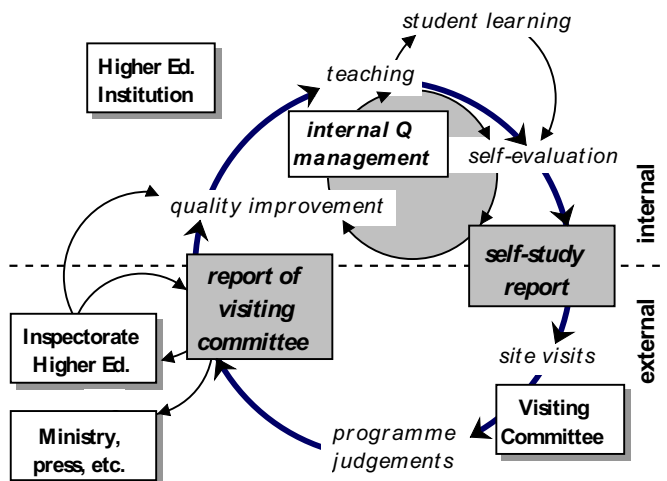 student learning
Higher Ed.
Institution
teaching
internal Q
management
self-evaluation
quality improvement
internal
report of
visiting
committee
self-study
report
external
Inspectorate
Higher Ed.
site visits
Ministry,
press, etc.
programme
judgements
Visiting
Committee